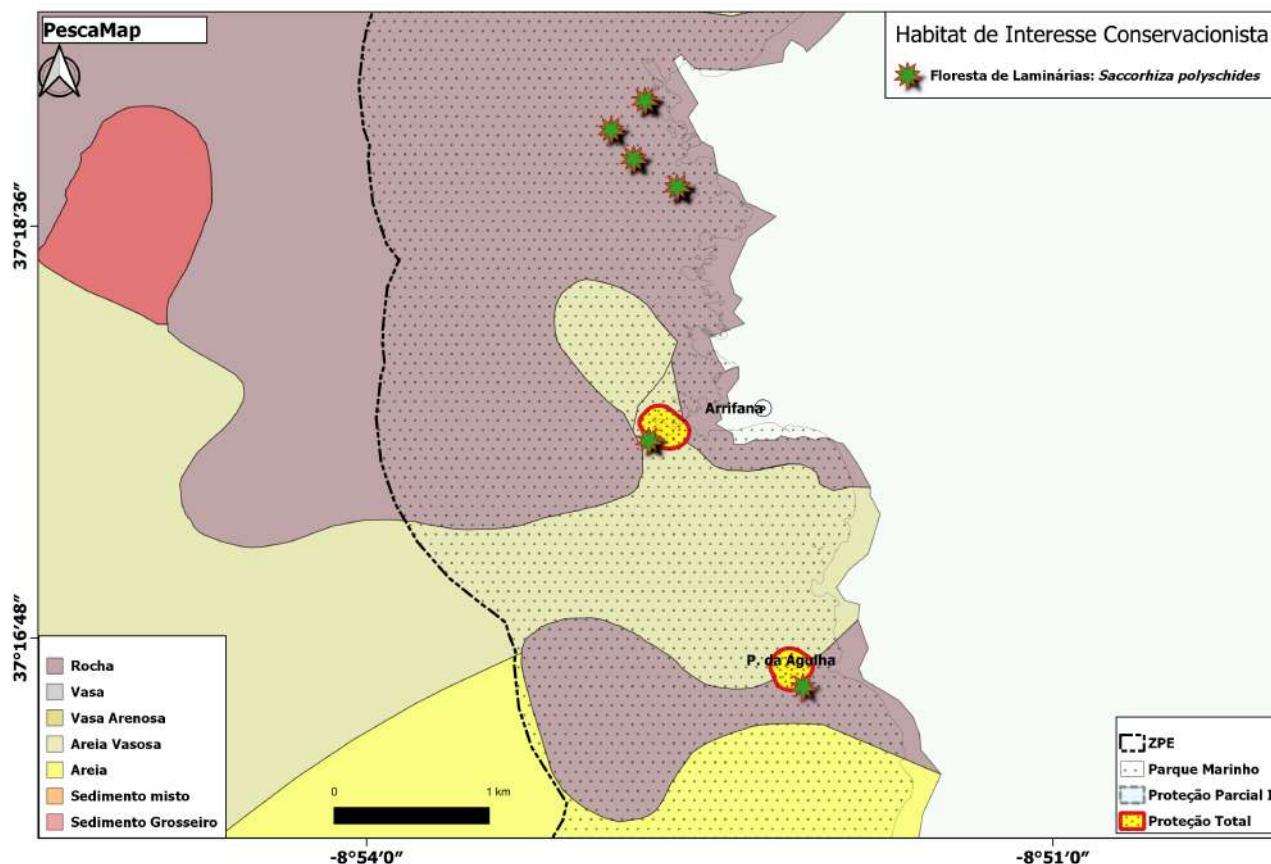 PescaMap
Habitat de Interesse Conservacionista
Floresta de Laminárias: Saccorhiza polyschides
37°18'36"
Arrifana
37°16'48"
P. da Agulha
Rocha
Vasa
Vasa Arenosa
Areia Vasosa
Areia
Sedimento misto
Sedimento Grosseiro
0 1 km
ZPE
Parque Marinho
Proteção Parcial I
Proteção Total
-8°54'0" -8°51'0"